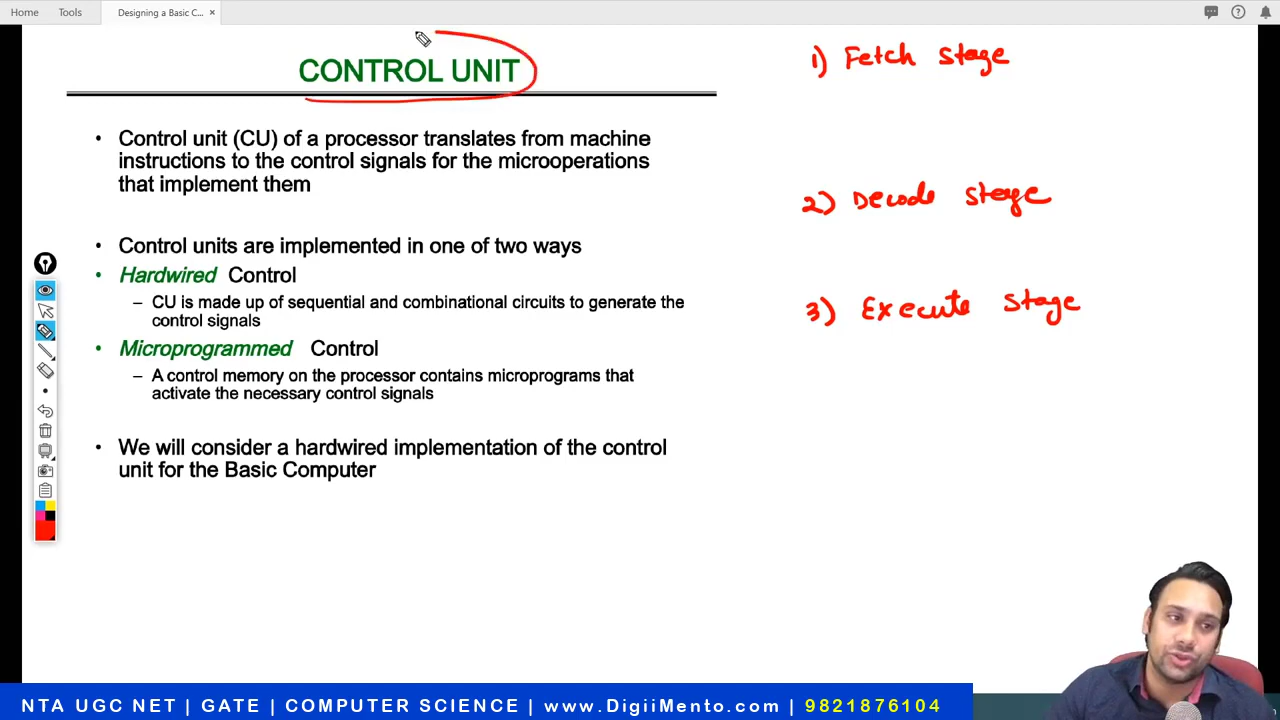 Home Tools Designing a Basic C... ×
CONTROL UNIT
• Control unit (CU) of a processor translates from machine
instructions to the control signals for the microoperations
that implement them
• Control units are implemented in one of two ways
• Hardwired Control
– CU is made up of sequential and combinational circuits to generate the
control signals
• Microprogrammed Control
– A control memory on the processor contains microprograms that
activate the necessary control signals
• We will consider a hardwired implementation of the control
unit for the Basic Computer
1) Fetch Stage
2) Decode Stage
3) Execute Stage
NTA UGC NET | GATE | COMPUTER SCIENCE | www.DigiiMento.com | 9821876104